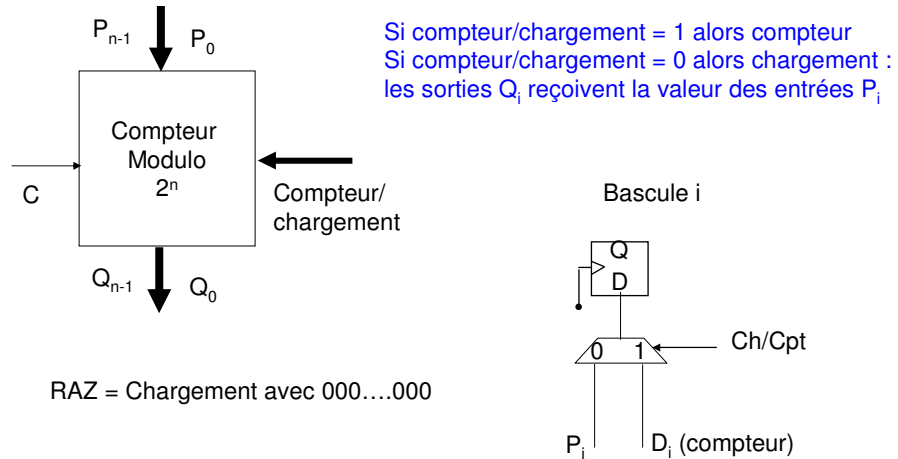 P_{n-1} P_0
Si compteur/chargement = 1 alors compteur
Si compteur/chargement = 0 alors chargement :
les sorties Q_i reçoivent la valeur des entrées P_i
Compteur
Modulo
2^n
C
Compteur/
chargement
Q_{n-1} Q_0
RAZ = Chargement avec 000....000
Bascule i
Q
D
0 1
Ch/Cpt
P_i D_i (compteur)